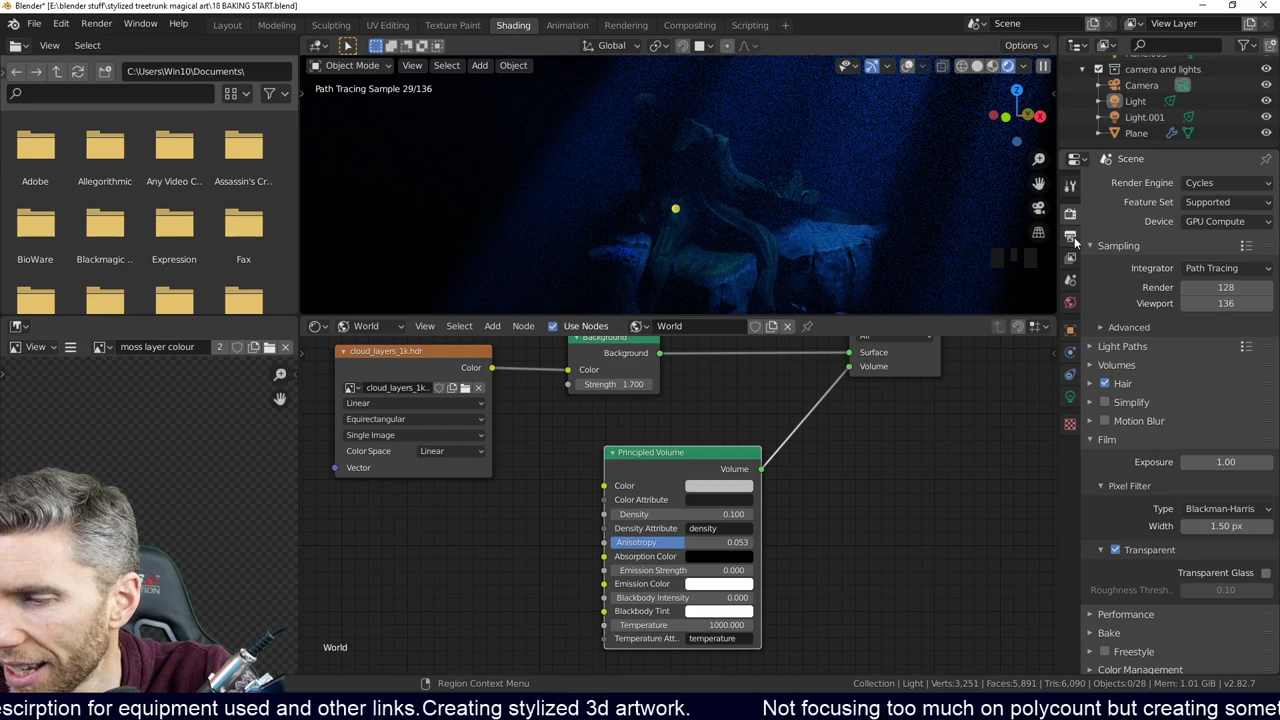 Blender* [E:\blender stuff\stylized treetrunk magical art\18 BAKING START.blend]
File Edit Render Window Help
Layout Modeling Sculpting UV Editing Texture Paint Shading Animation Rendering Compositing Scripting
Scene
View Layer
View Select
C:\Users\Win10\Documents\
Adobe Allegorithmic Any Video C... Assassin's Cr...
BioWare Blackmagic ... Expression Fax
View
moss layer colour 2
Global
Options
Object Mode View Select Add Object
Path Tracing Sample 29/136
Z
Y
X
World View Select Add Node Use Nodes World
cloud_layers_1k.hdr
Color
cloud_layers_1k..
Linear
Equirectangular
Single Image
Color Space Linear
Vector
Background
Background
Color
Strength 1.700
All
Surface
Volume
Principled Volume
Volume
Color
Color Attribute
Density 0.100
Density Attribute density
Anisotropy 0.053
Absorption Color
Emission Strength 0.000
Emission Color
Blackbody Intensity 0.000
Blackbody Tint
Temperature 1000.000
Temperature Att.. temperature
World
camera and lights
Camera
Light
Light.001
Plane
Scene
Render Engine Cycles
Feature Set Supported
Device GPU Compute
Sampling
Integrator Path Tracing
Render 128
Viewport 136
Advanced
Light Paths
Volumes
Hair
Simplify
Motion Blur
Film
Exposure 1.00
Pixel Filter
Type Blackman-Harris
Width 1.50 px
Transparent
Transparent Glass
Roughness Thresh.. 0.10
Performance
Bake
Freestyle
Color Management
Region Context Menu
Collection | Light | Verts:3,251 | Faces:5,891 | Tris:6,090 | Objects:0/28 | Mem: 1.01 GiB | v2.82.7
escirption for equipment used and other links.Creating stylized 3d artwork. Not focusing too much on polycount but creating some